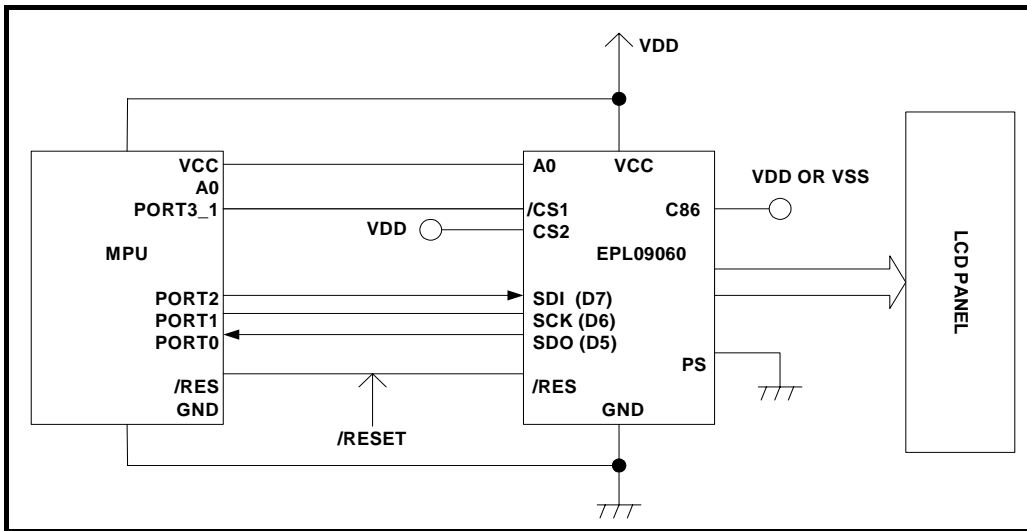 VDD
VCC
A0
PORT3_1
MPU
PORT2
PORT1
PORT0
/RES
GND
/RESET
VDD
A0
VCC
/CS1
CS2
C86
EPL09060
SDI (D7)
SCK (D6)
SDO (D5)
PS
/RES
GND
VDD OR VSS
LCD PANEL